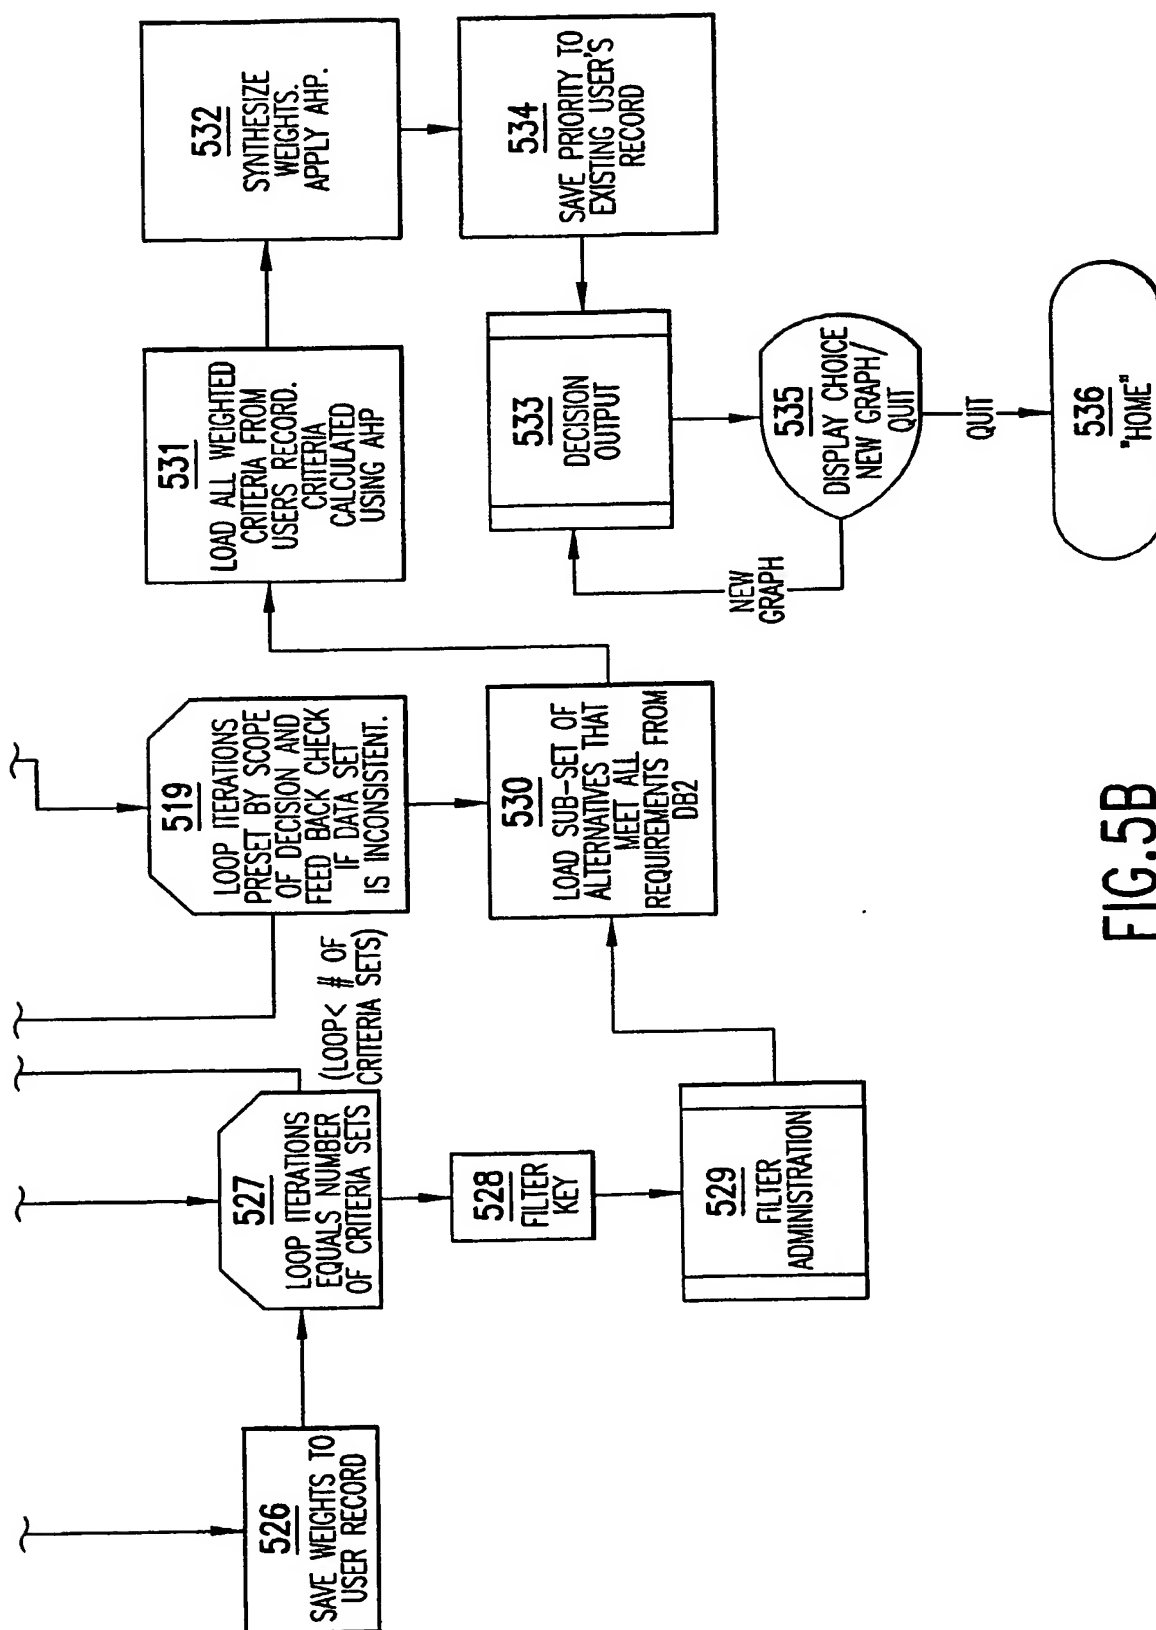 526
SAVE WEIGHTS TO
USER RECORD
527
LOOP ITERATIONS
EQUALS NUMBER
OF CRITERIA SETS
(LOOP< # OF
CRITERIA SETS)
519
LOOP ITERATIONS
PRESET BY SCOPE
OF DECISION AND
FEED BACK CHECK
IF DATA SET
IS INCONSISTENT.
528
FILTER
KEY
529
FILTER
ADMINISTRATION
530
LOAD SUB-SET OF
ALTERNATIVES THAT
MEET ALL
REQUIREMENTS FROM
DB2
531
LOAD ALL WEIGHTED
CRITERIA FROM
USERS RECORD.
CRITERIA
CALCULATED
USING AHP
532
SYNTHESIZE
WEIGHTS.
APPLY AHP.
534
SAVE PRIORITY TO
EXISTING USER'S
RECORD
533
DECISION
OUTPUT
NEW
GRAPH
535
DISPLAY CHOICE
NEW GRAPH/
QUIT
QUIT
536
"HOME"
FIG.5B